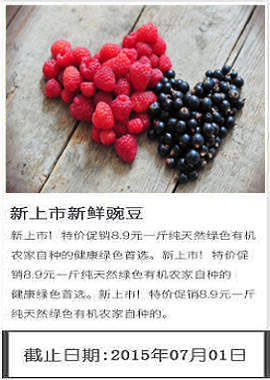 新上市新鲜豌豆
新上市！特价促销8.9元一斤纯天然绿色有机
农家自种的健康绿色首选。新上市！特价促
销8.9元一斤纯天然绿色有机农家自种的
健康绿色首选。新上市！特价促销8.9元一斤
纯天然绿色有机农家自种的。
截止日期:2015年07月01日